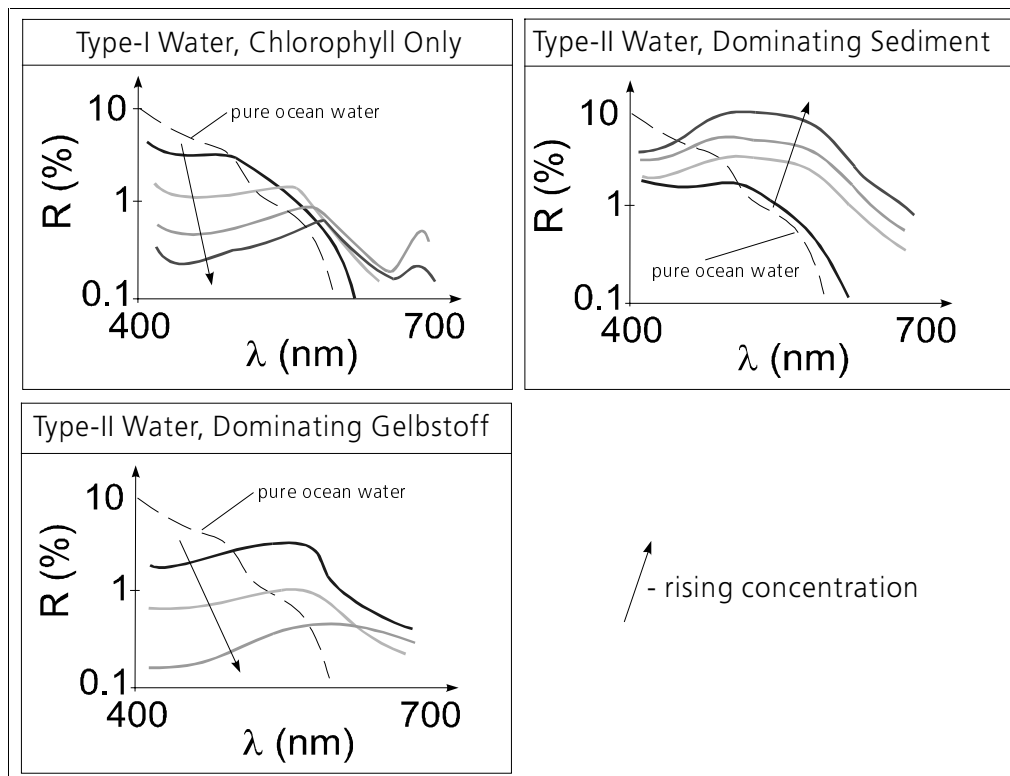 Type-I Water, Chlorophyll Only
10
pure ocean water
R (%)
1
0.1
400
700
λ (nm)
Type-II Water, Dominating Sediment
10
R (%)
1
pure ocean water
0.1
400
700
λ (nm)
Type-II Water, Dominating Gelbstoff
10
pure ocean water
R (%)
1
0.1
400
700
λ (nm)
- rising concentration